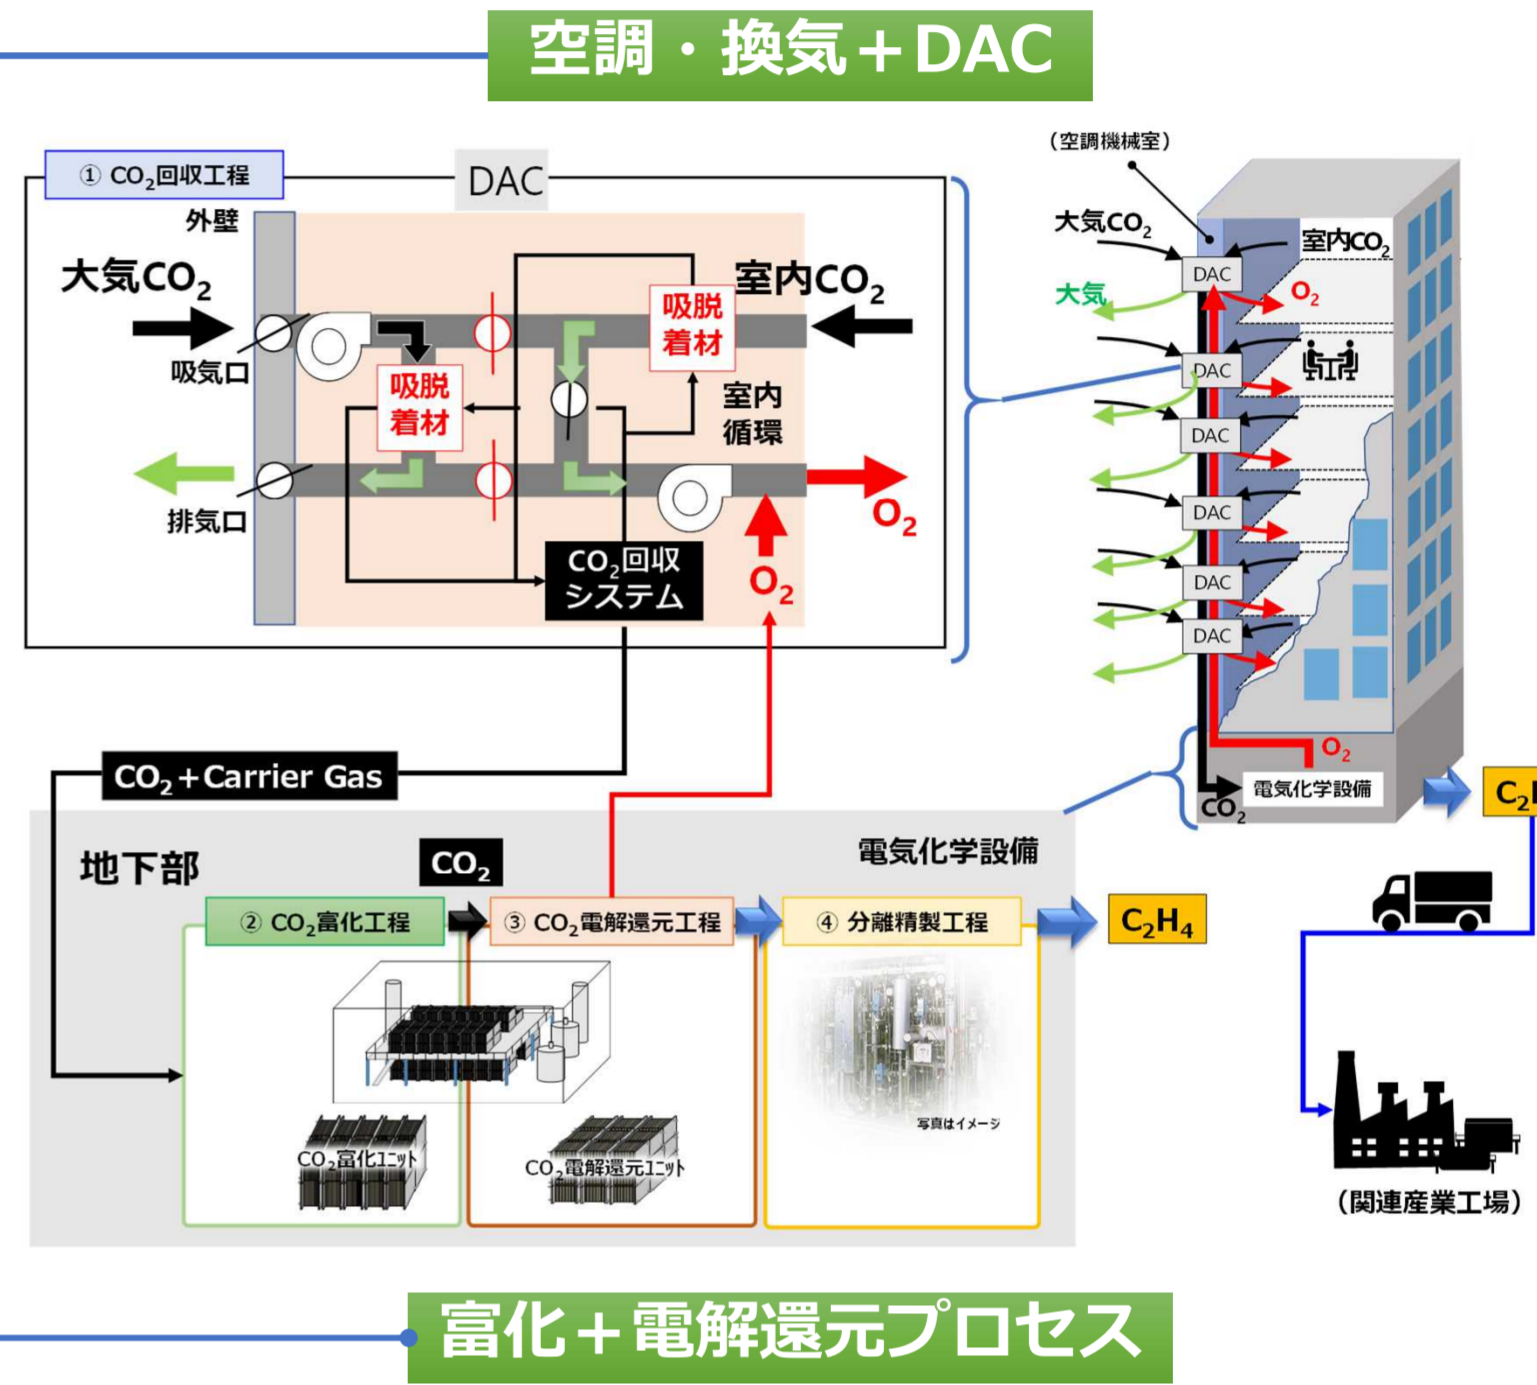 空調・換気＋DAC
① CO₂回収工程
DAC
外壁
大気CO₂
室内CO₂
吸脱
着材
吸気口
吸脱
着材
室内
循環
排気口
O₂
CO₂回収
システム
O₂
（空調機械室）
大気CO₂
室内CO₂
DAC
大気
O₂
DAC
DAC
DAC
DAC
DAC
O₂
電気化学設備
CO₂
C₂H
CO₂+Carrier Gas
地下部
CO₂
電気化学設備
② CO₂富化工程
③ CO₂電解還元工程
④ 分離精製工程
C₂H₄
写真はイメージ
CO₂富化ﾕﾆｯﾄ
CO₂電解還元ﾕﾆｯﾄ
（関連産業工場）
富化＋電解還元プロセス